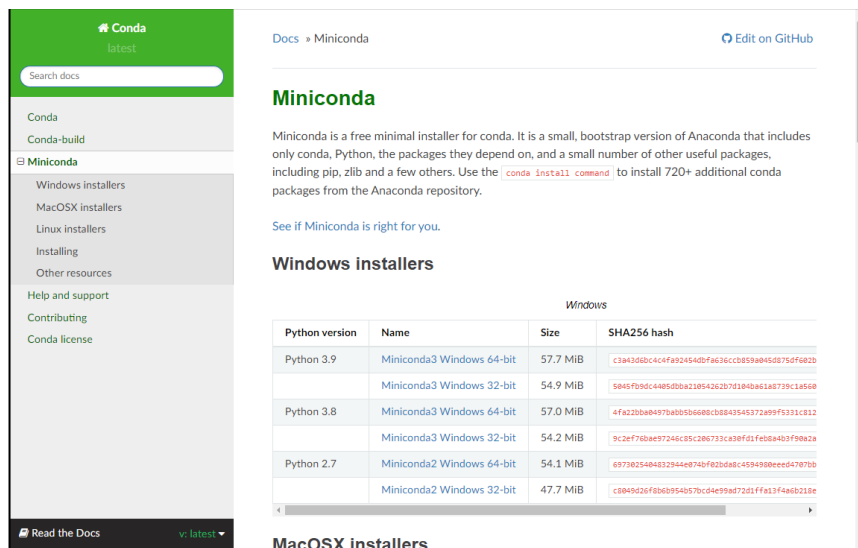 Conda
latest
Search docs
Conda
Conda-build
Miniconda
Windows installers
MacOSX installers
Linux installers
Installing
Other resources
Help and support
Contributing
Conda license
Read the Docs
v: latest
Docs » Miniconda
Edit on GitHub
Miniconda
Miniconda is a free minimal installer for conda. It is a small, bootstrap version of Anaconda that includes
only conda, Python, the packages they depend on, and a small number of other useful packages,
including pip, zlib and a few others. Use the conda install command to install 720+ additional conda
packages from the Anaconda repository.
See if Miniconda is right for you.
Windows installers
Windows
Python version Name Size SHA256 hash
Python 3.9 Miniconda3 Windows 64-bit 57.7 MiB
Miniconda3 Windows 32-bit 54.9 MiB
Python 3.8 Miniconda3 Windows 64-bit 57.0 MiB
Miniconda3 Windows 32-bit 54.2 MiB
Python 2.7 Miniconda2 Windows 64-bit 54.1 MiB
Miniconda2 Windows 32-bit 47.7 MiB
MacOSX installers